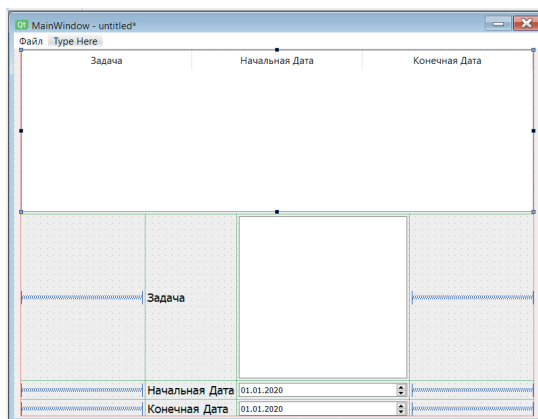 Qt MainWindow - untitled*
Файл Type Here
Задача Начальная Дата Конечная Дата
Задача
Начальная Дата 01.01.2020
Конечная Дата 01.01.2020